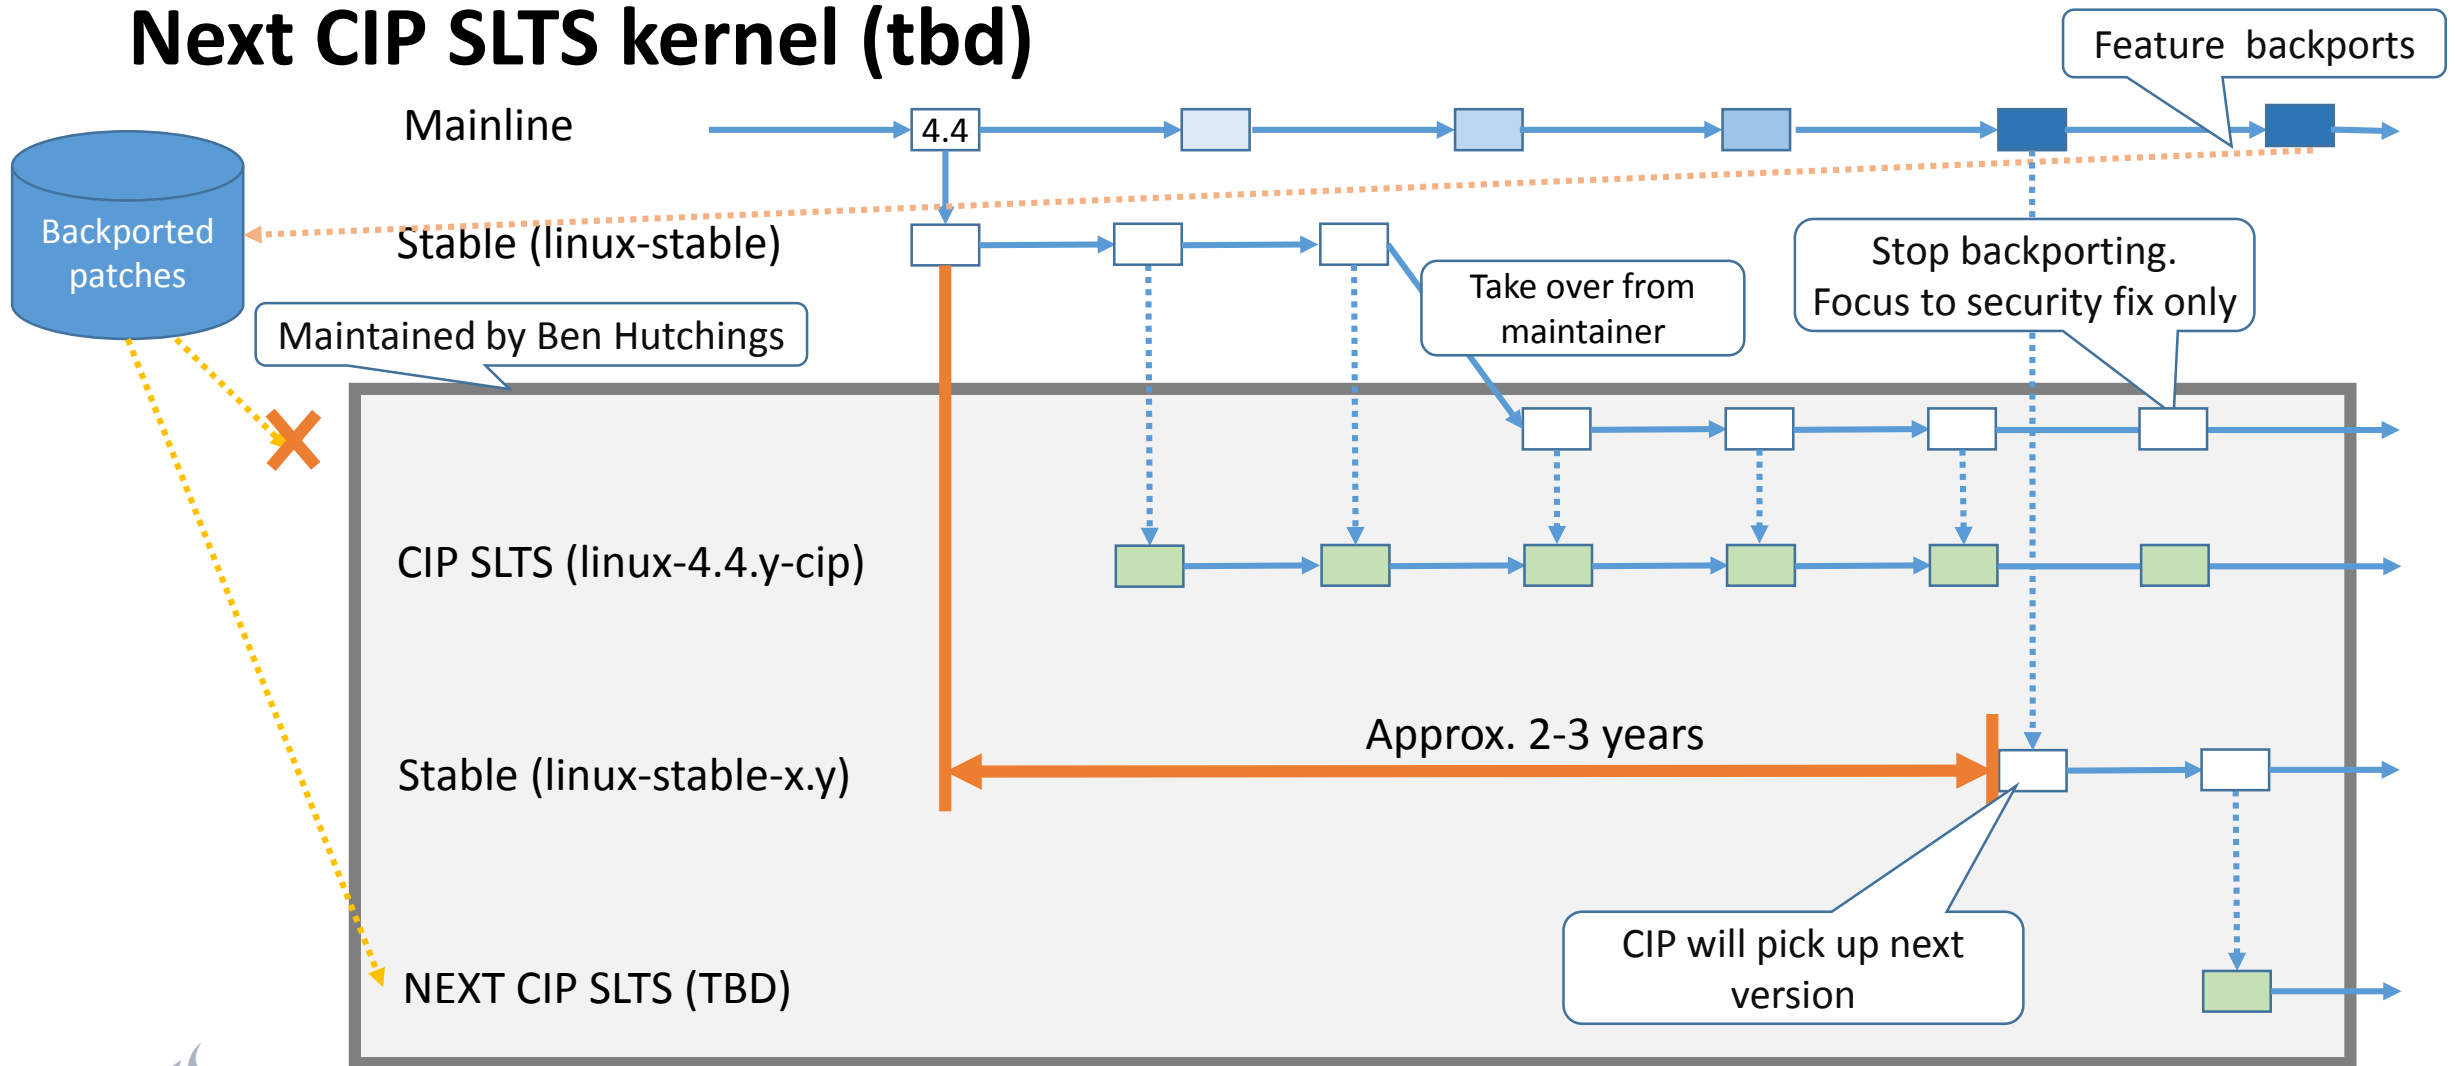 Next CIP SLTS kernel (tbd)
Feature backports
Mainline
4.4
Backported
patches
Stable (linux-stable)
Stop backporting.
Focus to security fix only
Take over from
maintainer
Maintained by Ben Hutchings
CIP SLTS (linux-4.4.y-cip)
Approx. 2-3 years
Stable (linux-stable-x.y)
CIP will pick up next
version
NEXT CIP SLTS (TBD)